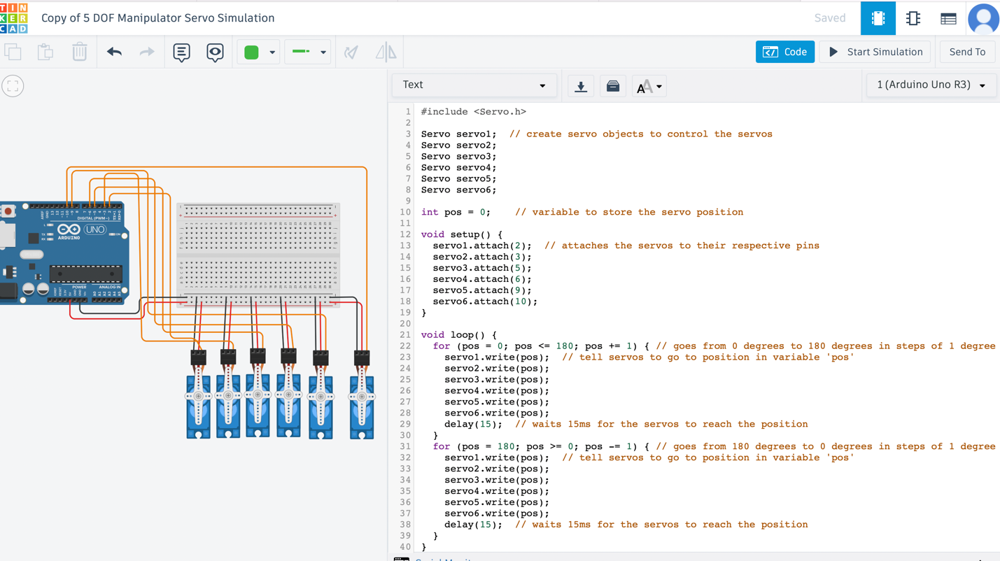 TIN
KER
CAD
Copy of 5 DOF Manipulator Servo Simulation
Saved
Code
Start Simulation
Send To
Text
1 (Arduino Uno R3)
1 #include <Servo.h>
2
3 Servo servo1;  // create servo objects to control the servos
4 Servo servo2;
5 Servo servo3;
6 Servo servo4;
7 Servo servo5;
8 Servo servo6;
9
10 int pos = 0;    // variable to store the servo position
11
12 void setup() {
13   servo1.attach(2);  // attaches the servos to their respective pins
14   servo2.attach(3);
15   servo3.attach(5);
16   servo4.attach(6);
17   servo5.attach(9);
18   servo6.attach(10);
19 }
20
21 void loop() {
22   for (pos = 0; pos <= 180; pos += 1) { // goes from 0 degrees to 180 degrees in steps of 1 degree
23     servo1.write(pos);  // tell servos to go to position in variable 'pos'
24     servo2.write(pos);
25     servo3.write(pos);
26     servo4.write(pos);
27     servo5.write(pos);
28     servo6.write(pos);
29     delay(15);  // waits 15ms for the servos to reach the position
30   }
31   for (pos = 180; pos >= 0; pos -= 1) { // goes from 180 degrees to 0 degrees in steps of 1 degree
32     servo1.write(pos);  // tell servos to go to position in variable 'pos'
33     servo2.write(pos);
34     servo3.write(pos);
35     servo4.write(pos);
36     servo5.write(pos);
37     servo6.write(pos);
38     delay(15);  // waits 15ms for the servos to reach the position
39   }
40 }
DIGITAL (PWM~)
UNO
ARDUINO
POWER
ANALOG IN